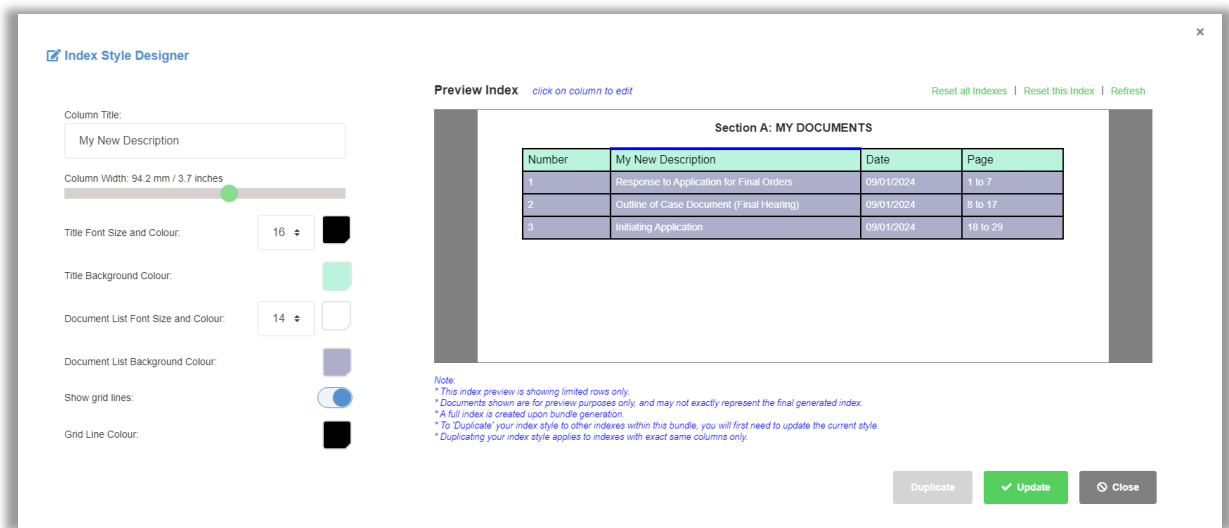 ×
Index Style Designer
Column Title:
My New Description
Column Width: 94.2 mm / 3.7 inches
Title Font Size and Colour:
16
Title Background Colour:
Document List Font Size and Colour:
14
Document List Background Colour:
Show grid lines:
Grid Line Colour:
Preview Index click on column to edit Reset all Indexes | Reset this Index | Refresh
Section A: MY DOCUMENTS
Number My New Description Date Page
1 Response to Application for Final Orders 09/01/2024 1 to 7
2 Outline of Case Document (Final Hearing) 09/01/2024 8 to 17
3 Initiating Application 09/01/2024 18 to 29
Note:
* This index preview is showing limited rows only.
* Documents shown are for preview purposes only, and may not exactly represent the final generated index.
* A full index is created upon bundle generation.
* To 'Duplicate' your index style to other indexes within this bundle, you will first need to update the current style.
* Duplicating your index style applies to indexes with exact same columns only.
Duplicate Update Close